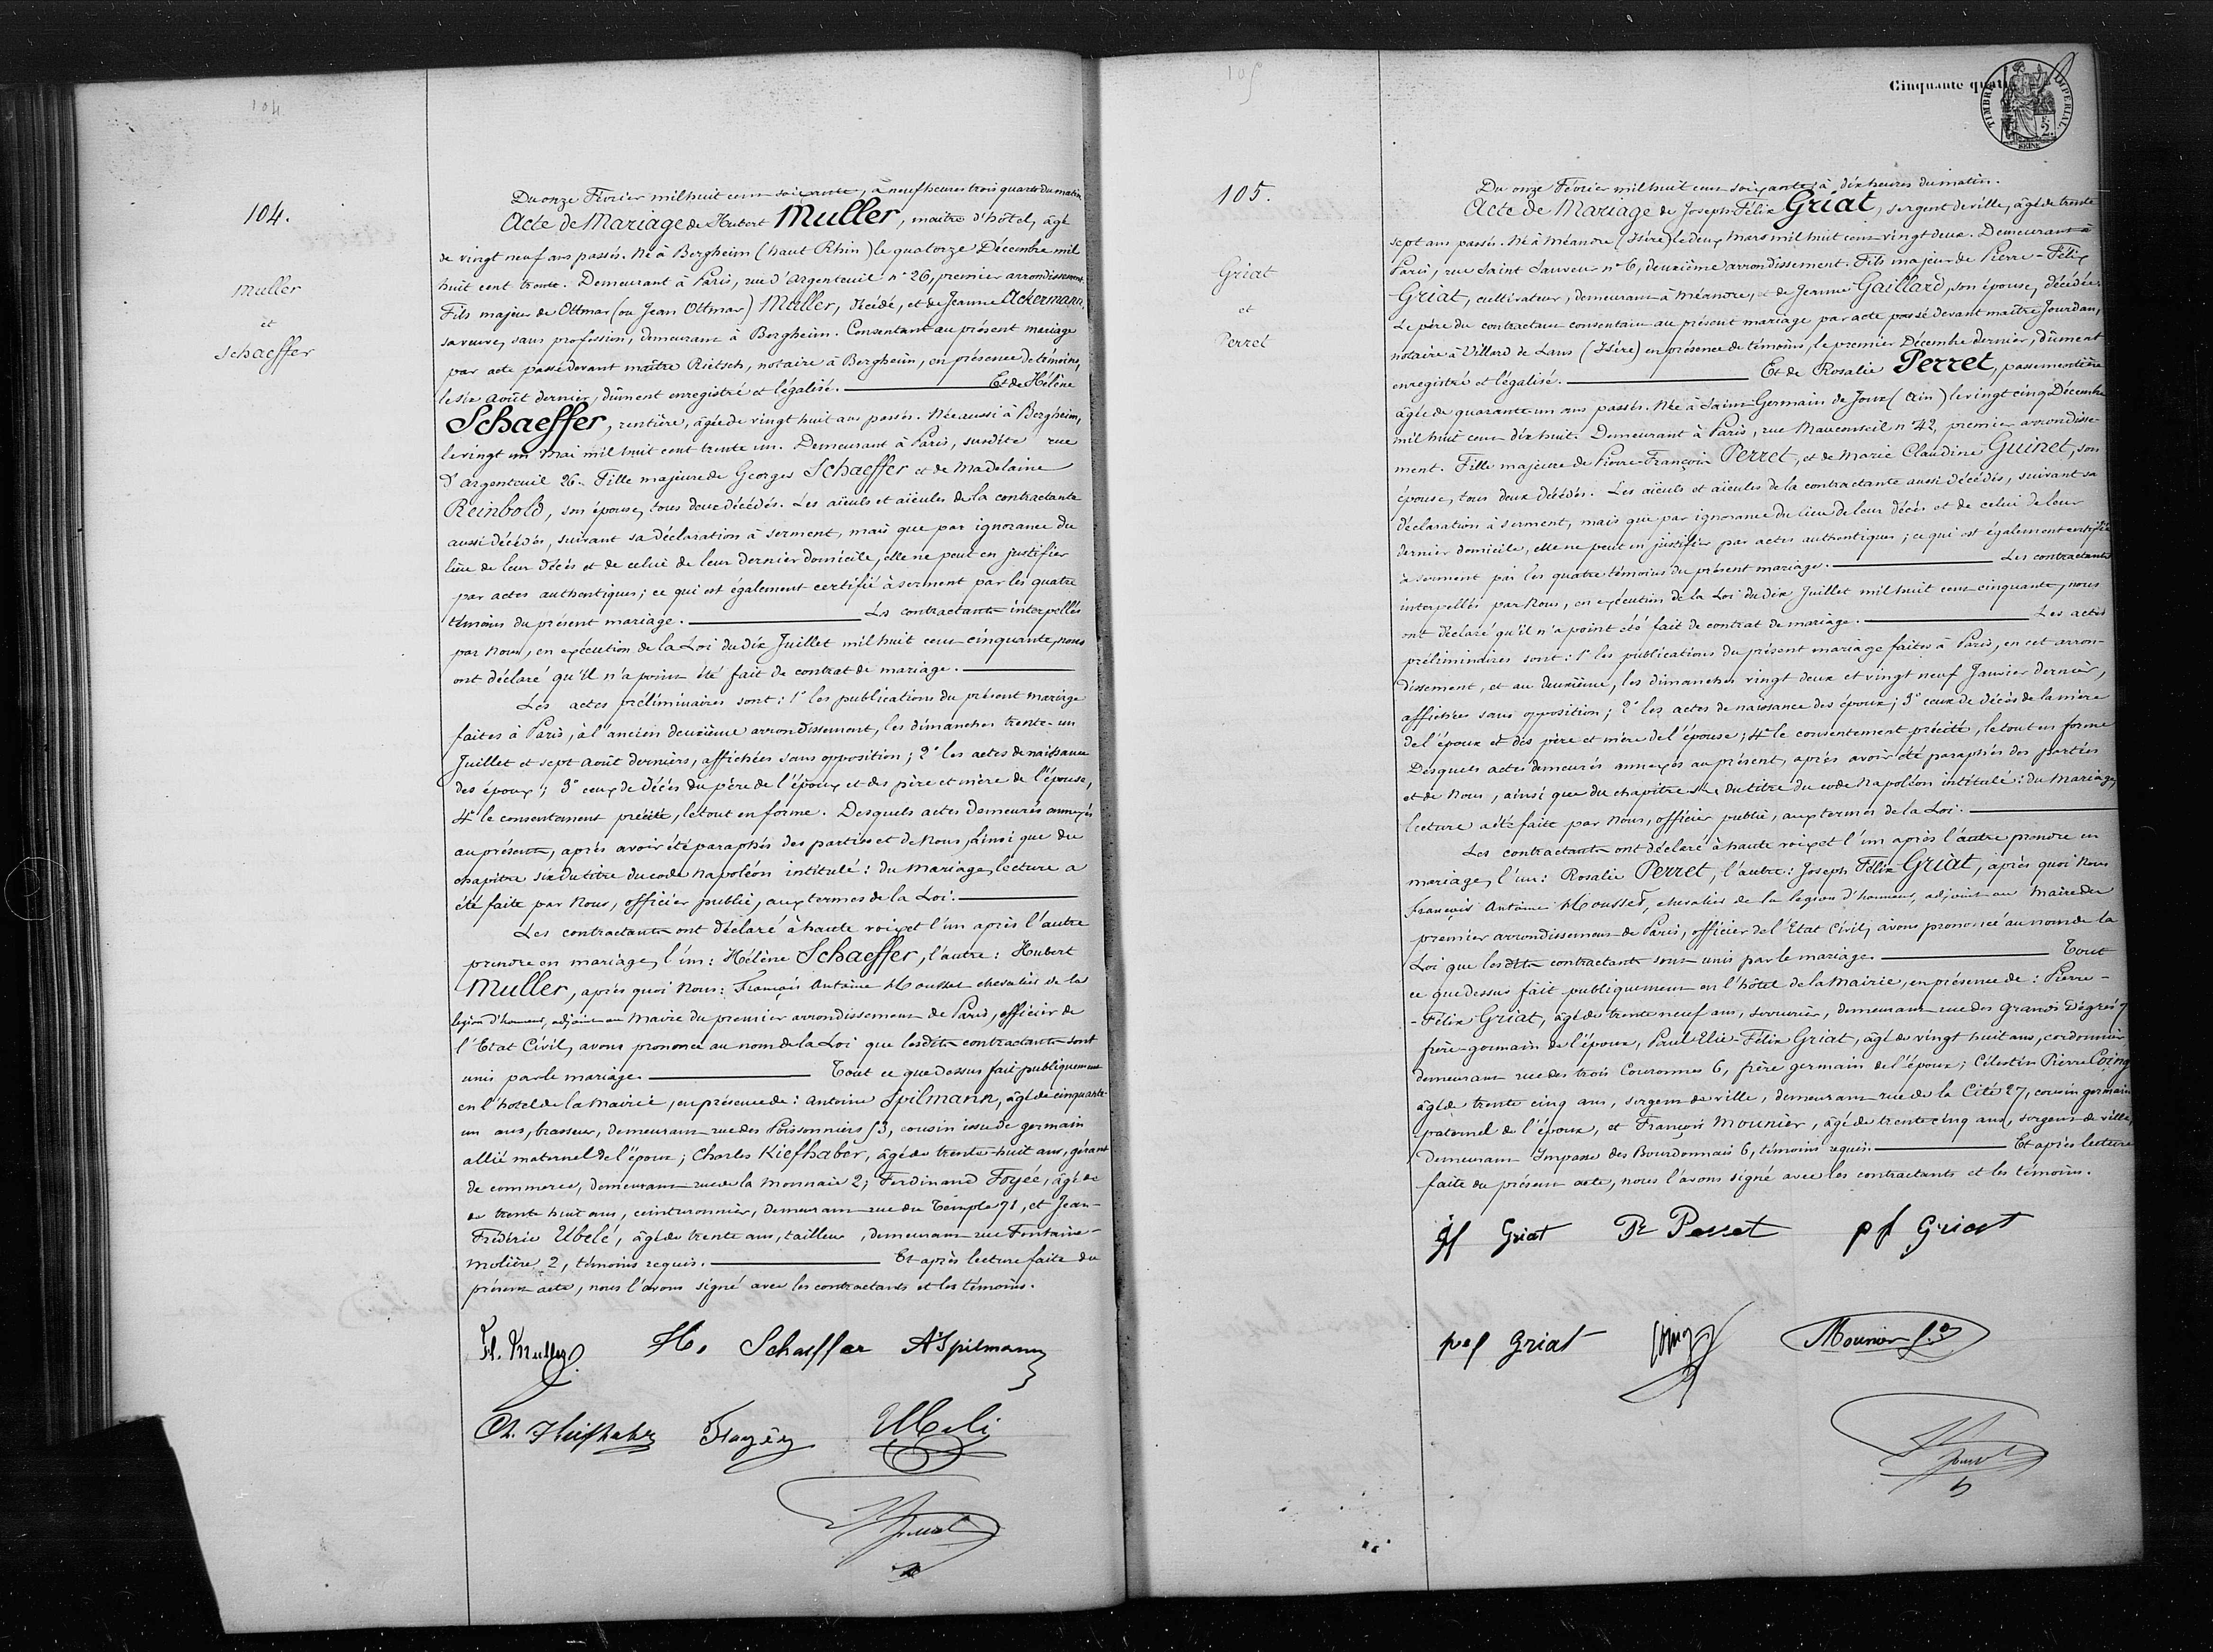 104
104.
Muller
et
Schaeffer
Du onze Février mil huit cent soixante, à neuf heures trois quarts du matin
Acte de Mariage de Hubert Muller, maître d'hôtel, âgé
de vingt neuf ans passés. Né à Bergheim (haut Rhin) le quatorze Décembre mil
huit cent trente. Demeurant à Paris, rue d'Argenteuil n° 26, premier arrondissement.
Fils majeur de Ottmar (ou Jean Ottmar) Muller, décédé, et de Jeanne Ackermann,
sa veuve, sans profession, demeurant à Bergheim. Consentant au présent mariage
par acte passé devant maître Rietsch, notaire à Bergheim, en présence de témoins,
le six Août dernier, dûment enregistré et légalisé. Et de Hélène
Schaeffer, rentière, âgée de vingt huit ans passés. Née aussi à Bergheim,
le vingt un Mai mil huit cent trente un. Demeurant à Paris, susdite rue
d'Argenteuil 26. Fille majeure de Georges Schaeffer et de Madelaine
Reinbold, son épouse, tous deux décédés. Les aïeuls et aïeules de la contractante
aussi décédés, suivant sa déclaration à serment, mais que par ignorance du
lieu de leur décès et de celui de leur dernier domicile, elle ne peut en justifier
par actes authentiques; ce qui est également certifié à serment par les quatre
témoins du présent mariage. Les contractants interpellés
par Nous, en exécution de la Loi du dix Juillet mil huit cent cinquante, nous
ont déclaré qu'il n'a point été fait de contrat de mariage.
Les actes préliminaires sont: 1° les publications du présent mariage
faites à Paris, à l'ancien deuxième arrondissement, les dimanches trente-un
Juillet et sept Août derniers, affichées sans opposition; 2° les actes de naissance
des époux; 3° ceux de décès du père de l'époux et des père et mère de l'épouse,
4° le consentement précité, le tout en forme. Desquels actes demeurés annexés
au présent, après avoir été paraphés des parties et de Nous, Ainsi que du
chapitre six du titre du code Napoléon intitulé: du Mariage, lecture a
été faite par Nous, officier public, aux termes de la Loi.
Les contractants ont déclaré à haute voix et l'un après l'autre
prendre en mariage, l'un: Hélène Schaeffer, l'autre: Hubert
Muller, après quoi Nous: François Antoine Housset chevalier de la
légion d'honneur, adjoint au Maire du premier arrondissement de Paris, officier de
l'Etat Civil, avons prononcé au nom de la Loi que lesdits contractants sont
unis par le mariage. Tout ce que dessus fait publiquement
en l'hôtel de la Mairie, en présence de: Antoine Spilmann, âgé de cinquante-
un ans, brasseur, demeurant rue des Poissonniers 53, cousin issu de germain
allié maternel de l'époux; Charles Kiefhaber, âgé de trente-huit ans, gérant
de commerce, demeurant rue de la Monnaie 2; Ferdinand Foyée, âgé de
de trente huit ans, ceinturonnier, demeurant rue du Temple 71, et Jean-
Frédéric Ubelé, âgé de trente ans, tailleur, demeurant rue Fontaine-
Molière 2, témoins requis. Et après lecture faite du
présent acte, nous l'avons signé avec les contractants et les témoins.
H. Muller H. Schaeffer A Spilmann
Ch. Kiefhaber Foyée Ubelé
105
105.
Griat
et
Perret
Cinquante quatre
TIMBRE IMPERIAL
2.
SEINE
Du onze Février mil huit cent soixante, à dix heures du matin.
Acte de Mariage de Joseph Félix Griat, sergent de ville, âgé de trente
sept ans passés. Né à Méandre (Isère) le deux Mars mil huit cent vingt deux. Demeurant à
Paris, rue Saint Sauveur n° 6, deuxième arrondissement. Fils majeur de Pierre-Félix
Griat, cultivateur, demeurant à Méandre, et de Jeanne Gaillard, son épouse, décédée.
Le père du contractant consentant au présent mariage par acte passé devant maître Jourdan,
notaire à Villard de Lans (Isère) en présence de témoins, le premier Décembre dernier, dûment
enregistré et légalisé. Et de Rosalie Perret, passementière
âgée de quarante-un ans passés. Née à Saint Germain de Joux (Ain) le vingt cinq Décembre
mil huit cent dix huit. Demeurant à Paris, rue Mauconseil n° 42, premier arrondisse-
ment. Fille majeure de Pierre-François Perret, et de Marie Claudine Guinet, son
épouse, tous deux décédés. Les aïeuls et aïeules de la contractante aussi décédés, suivant sa
déclaration à serment, mais que par ignorance du lieu de leur décès et de celui de leur
dernier domicile, elle ne peut en justifier par actes authentiques; ce qui est également certifié
à serment par les quatre témoins du présent mariage. Les contractants
interpellés par Nous, en exécution de la Loi du dix Juillet mil huit cent cinquante, nous
ont déclaré qu'il n'a point été fait de contrat de mariage. Les actes
préliminaires sont: 1° les publications du présent mariage faites à Paris, en cet arron-
dissement, et au deuxième, les dimanches vingt deux et vingt neuf Janvier dernier,
affichées sans opposition; 2° les actes de naissance des époux; 3° ceux de décès de la mère
de l'époux et des père et mère de l'épouse; 4° le consentement précité, le tout en forme
Desquels actes demeurés annexés au présent, après avoir été paraphés des parties
et de Nous, ainsi que du chapitre six du titre du code Napoléon intitulé: du Mariage,
lecture a été faite par Nous, officier public, aux termes de la Loi.
Les contractants ont déclaré à haute voix et l'un après l'autre prendre en
mariage, l'un: Rosalie Perret, l'autre: Joseph Félix Griat, après quoi Nous
François Antoine Housset, chevalier de la légion d'honneur, adjoint au Maire du
premier arrondissement de Paris, officier de l'Etat Civil, avons prononcé au nom de la
Loi que lesdits contractants sont unis par le mariage. Tout
ce que dessus fait publiquement en l'hôtel de la Mairie, en présence de: Pierre-
-Félix Griat, âgé de trente neuf ans, serrurier, demeurant rue des Grands Dégrés 7
frère germain de l'époux, Paul Elie-Félix Griat, âgé de vingt huit ans, cordonnier
demeurant rue des trois Couronnes 6, frère germain de l'époux; Célestin Pierre Coing
âgé de trente cinq ans, sergent de ville, demeurant rue de la Cité 27, cousin germain
paternel de l'époux, et François Mounier, âgé de trente cinq ans, sergent de ville,
demeurant Impasse des Bourdonnais 6, témoins requis. Et après lecture
faite du présent acte, nous l'avons signé avec les contractants et les témoins.
jf Griat Re Perret pf Griat
pef Griat Coing Mounier f.s